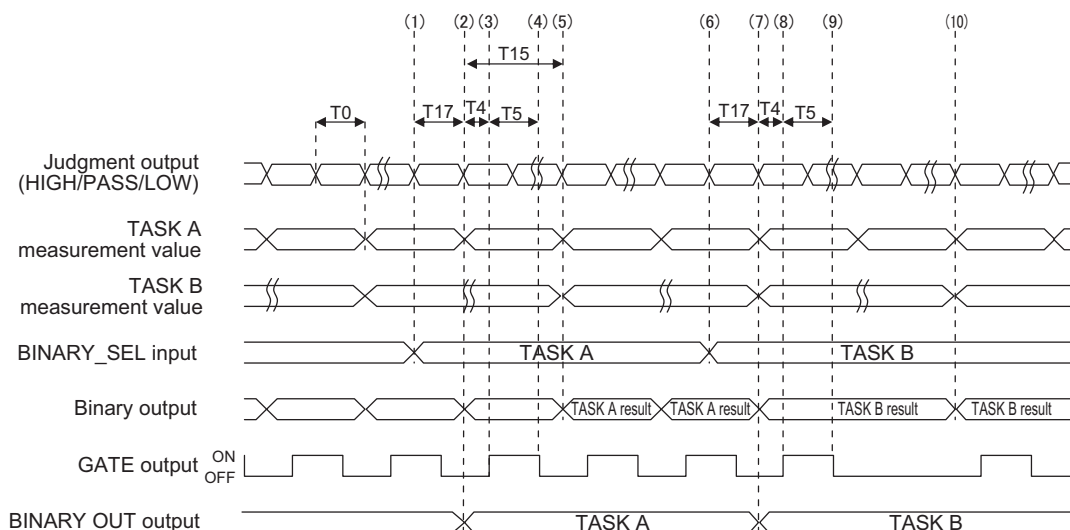 (1) (2) (3) (4) (5) (6) (7) (8) (9) (10)
T15
T0 T17 T4 T5 T17 T4 T5
Judgment output
(HIGH/PASS/LOW)
TASK A
measurement value
TASK B
measurement value
BINARY_SEL input TASK A TASK B
Binary output TASK A result TASK A result TASK B result TASK B result
GATE output ON
OFF
BINARY OUT output TASK A TASK B